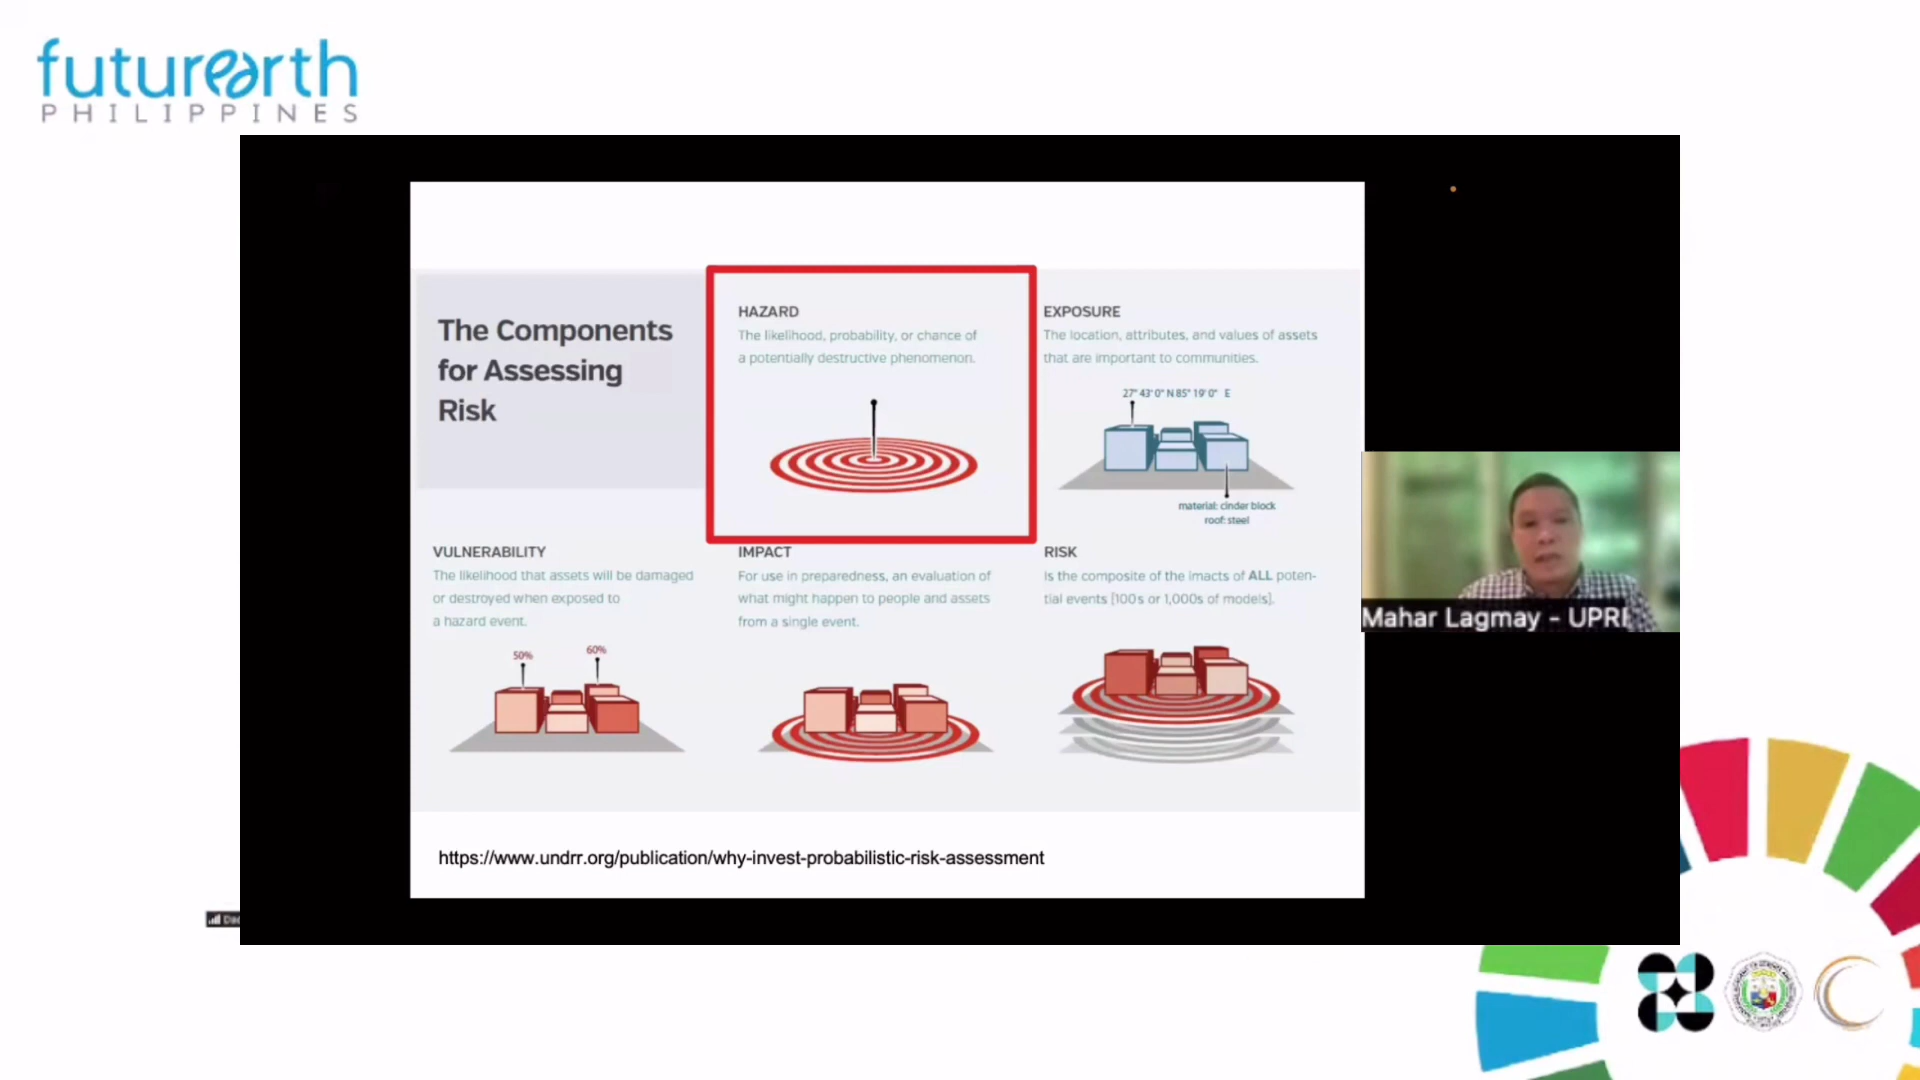 futurearth
PHILIPPINES
The Components
for Assessing
Risk
HAZARD
The likelihood, probability, or chance of
a potentially destructive phenomenon.
EXPOSURE
The location, attributes, and values of assets
that are important to communities.
27° 43' 0" N 85° 19' 0" E
material: cinder block
roof: steel
VULNERABILITY
The likelihood that assets will be damaged
or destroyed when exposed to
a hazard event.
50%
60%
IMPACT
For use in preparedness, an evaluation of
what might happen to people and assets
from a single event.
RISK
Is the composite of the imacts of ALL poten-
tial events [100s or 1,000s of models].
Mahar Lagmay - UPRI
https://www.undrr.org/publication/why-invest-probabilistic-risk-assessment